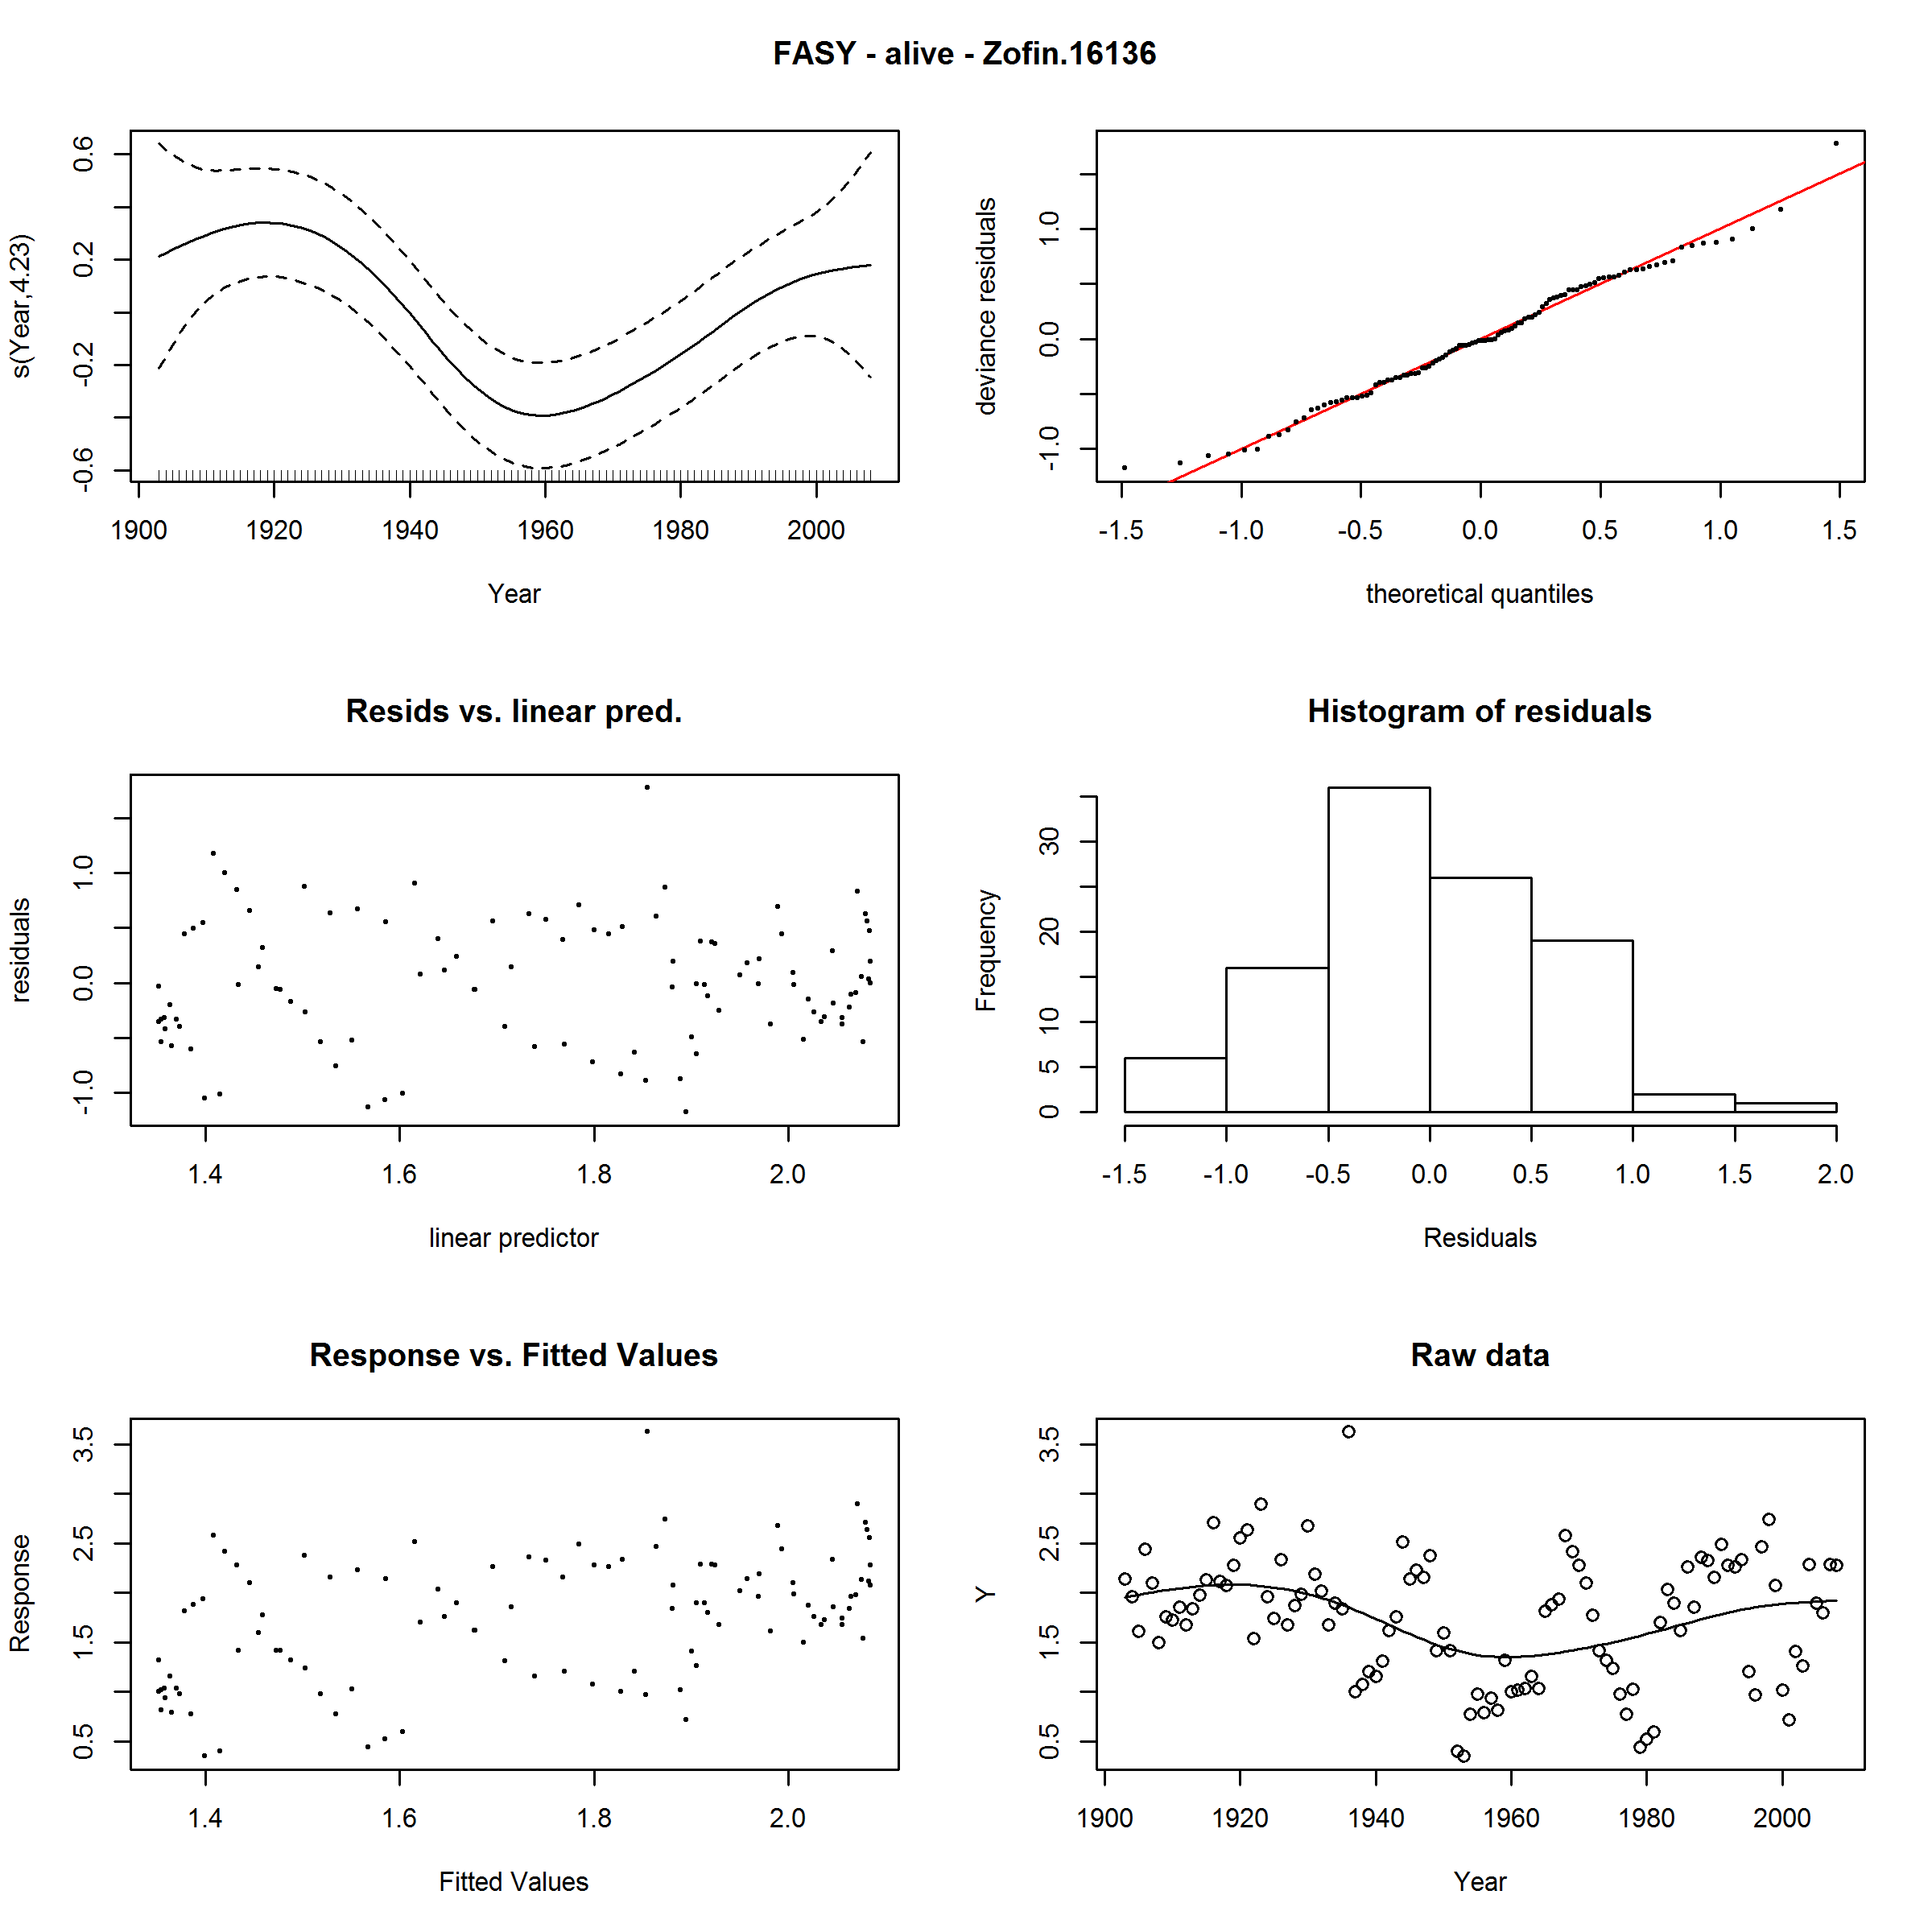 FASY - alive - Zofin.16136
s(Year,4.23)
-0.6 -0.2 0.2 0.6
1900 1920 1940 1960 1980 2000
Year
deviance residuals
-1.0 0.0 1.0
-1.5 -1.0 -0.5 0.0 0.5 1.0 1.5
theoretical quantiles
Resids vs. linear pred.
residuals
-1.0 0.0 1.0
1.4 1.6 1.8 2.0
linear predictor
Histogram of residuals
Frequency
0 5 10 20 30
-1.5 -1.0 -0.5 0.0 0.5 1.0 1.5 2.0
Residuals
Response vs. Fitted Values
Response
0.5 1.5 2.5 3.5
1.4 1.6 1.8 2.0
Fitted Values
Raw data
Y
0.5 1.5 2.5 3.5
1900 1920 1940 1960 1980 2000
Year